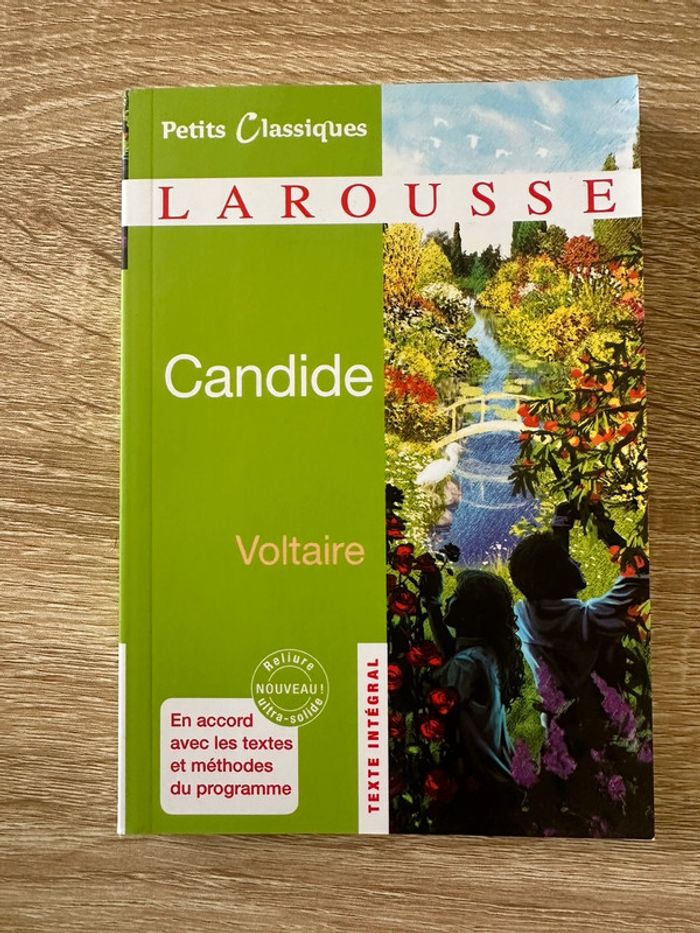 Petits Classiques
LAROUSSE
Candide
Voltaire
Reliure
NOUVEAU !
ultra-solide
En accord
avec les textes
et méthodes
du programme
TEXTE INTÉGRAL